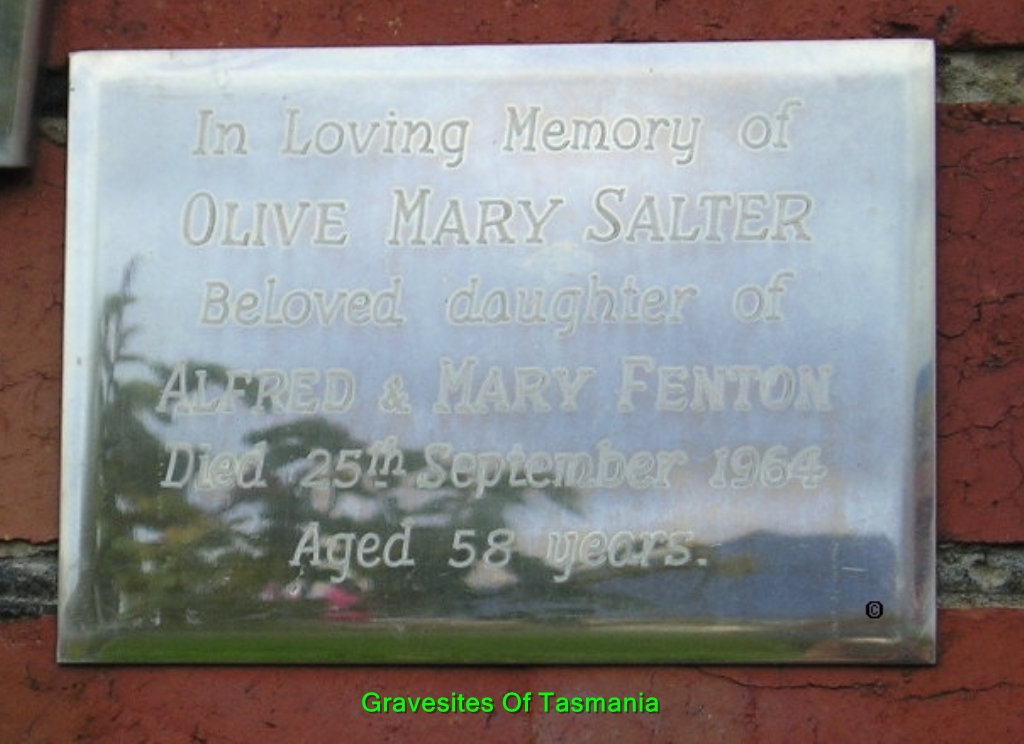 In Loving Memory of
OLIVE MARY SALTER
Beloved daughter of
ALFRED & MARY FENTON
Died 25th September 1964
Aged 58 years.
©
Gravesites Of Tasmania